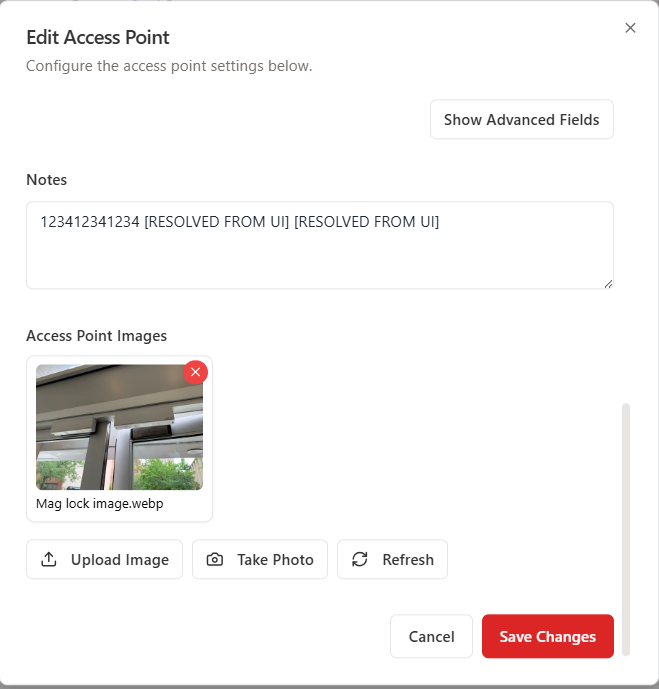 Edit Access Point
Configure the access point settings below.
Show Advanced Fields
Notes
123412341234 [RESOLVED FROM UI] [RESOLVED FROM UI]
Access Point Images
Mag lock image.webp
Upload Image
Take Photo
Refresh
Cancel
Save Changes